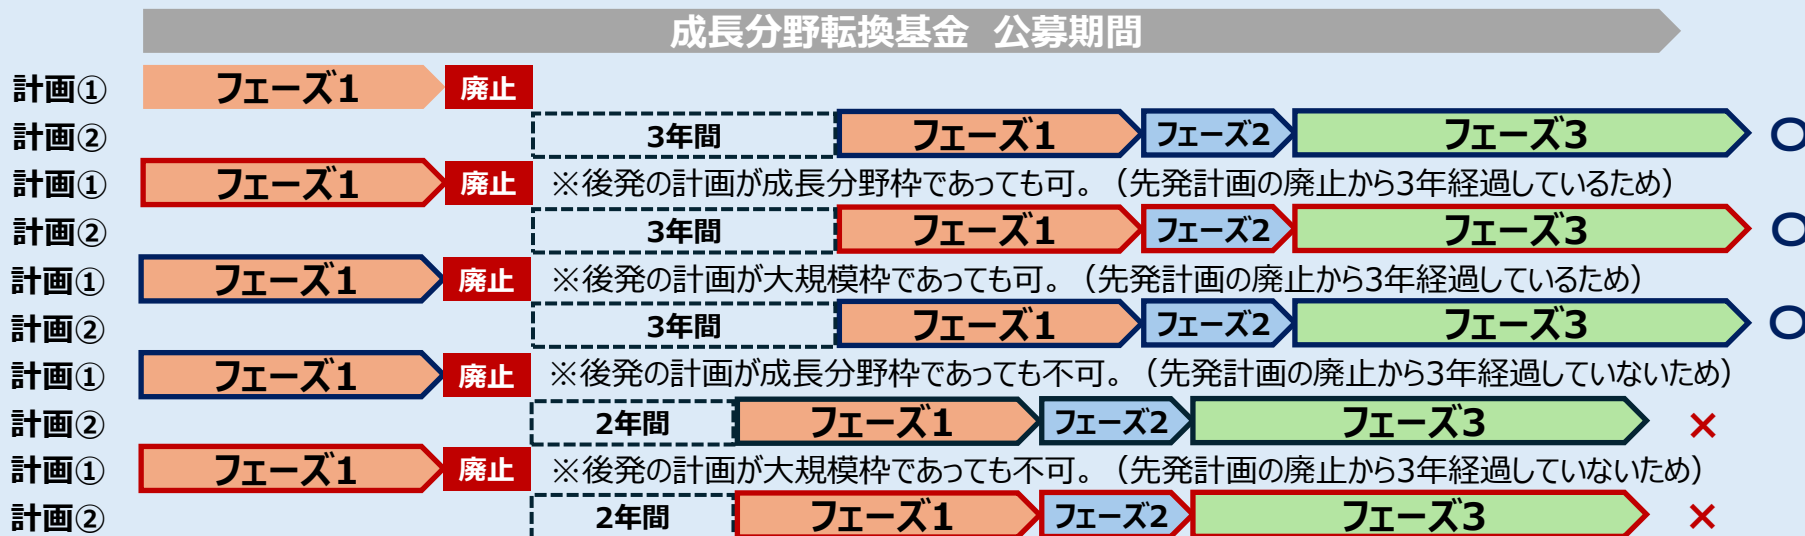 成長分野転換基金 公募期間
計画① フェーズ1 廃止
計画② 3年間 フェーズ1 フェーズ2 フェーズ3 ○
計画① フェーズ1 廃止 ※後発の計画が成長分野枠であっても可。（先発計画の廃止から3年経過しているため）
計画② 3年間 フェーズ1 フェーズ2 フェーズ3 ○
計画① フェーズ1 廃止 ※後発の計画が大規模枠であっても可。（先発計画の廃止から3年経過しているため）
計画② 3年間 フェーズ1 フェーズ2 フェーズ3 ○
計画① フェーズ1 廃止 ※後発の計画が成長分野枠であっても不可。（先発計画の廃止から3年経過していないため）
計画② 2年間 フェーズ1 フェーズ2 フェーズ3 ×
計画① フェーズ1 廃止 ※後発の計画が大規模枠であっても不可。（先発計画の廃止から3年経過していないため）
計画② 2年間 フェーズ1 フェーズ2 フェーズ3 ×